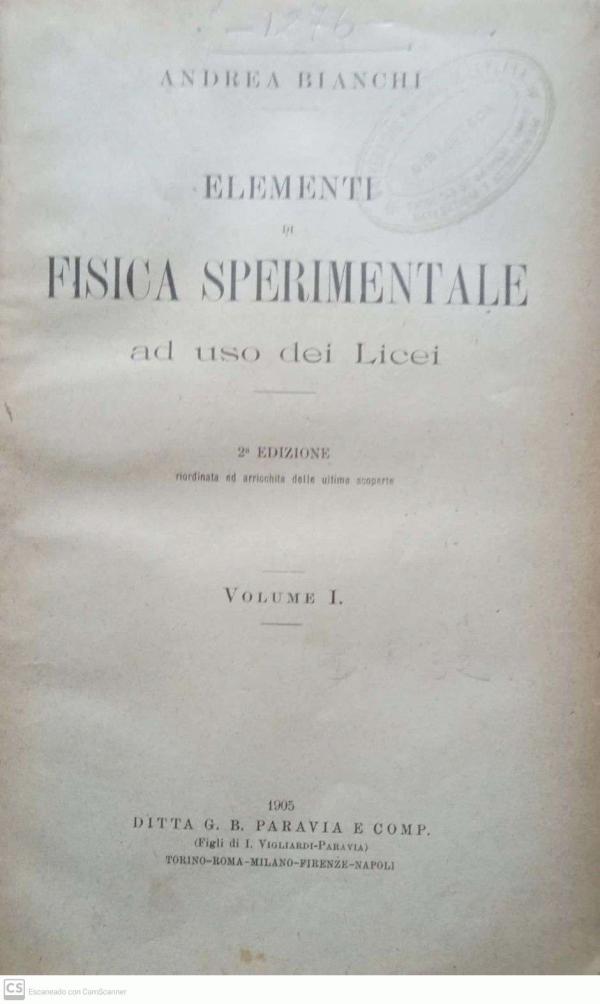 1276
ANDREA BIANCHI
ELEMENTI
DI
FISICA SPERIMENTALE
ad uso dei Licei
2ª EDIZIONE
riordinata ed arricchita delle ultime scoperte
VOLUME I.
1905
DITTA G. B. PARAVIA E COMP.
(Figli di I. VIGLIARDI-PARAVIA)
TORINO-ROMA-MILANO-FIRENZE-NAPOLI
CS Escaneado con CamScanner